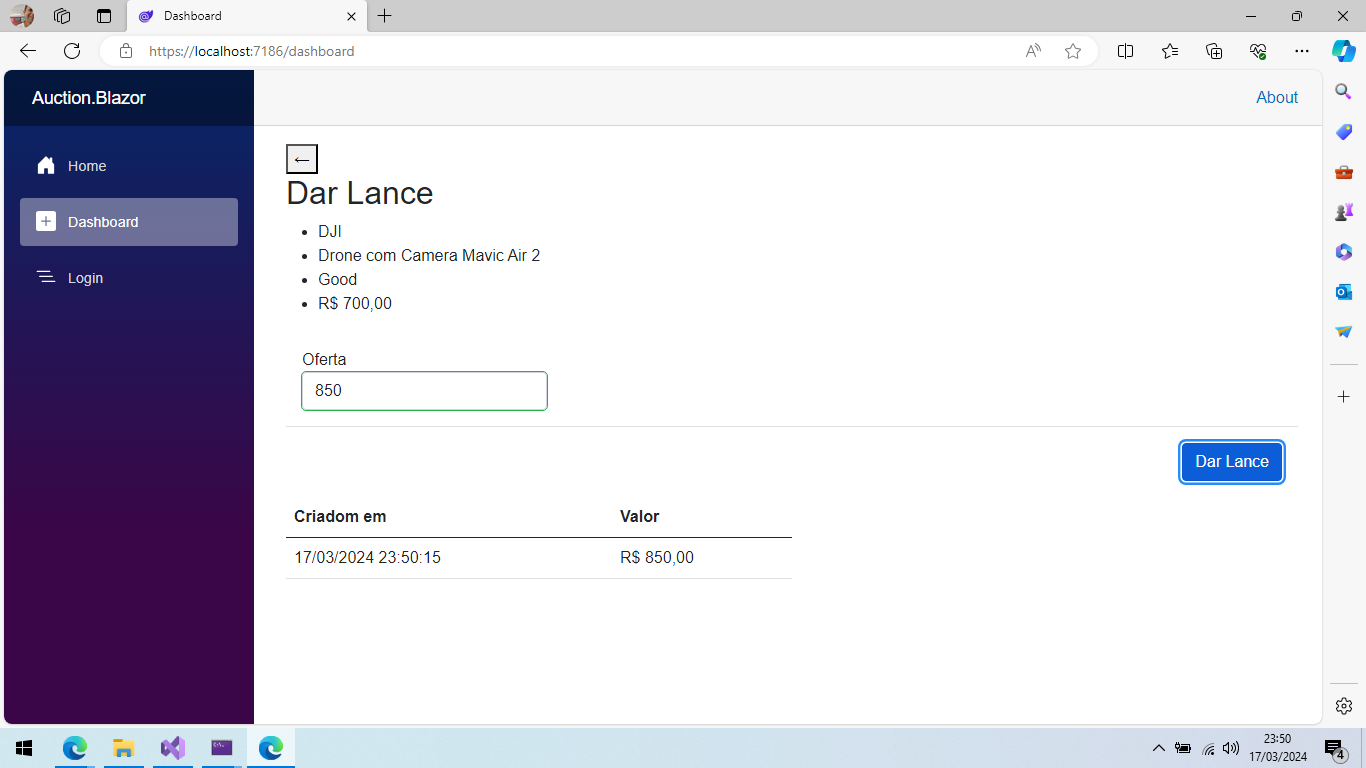 Dashboard
https://localhost:7186/dashboard
Auction.Blazor
About
Home
Dashboard
Login
←
Dar Lance
DJI
Drone com Camera Mavic Air 2
Good
R$ 700,00
Oferta
850
Dar Lance
Criadom em Valor
17/03/2024 23:50:15 R$ 850,00
23:50
17/03/2024
4